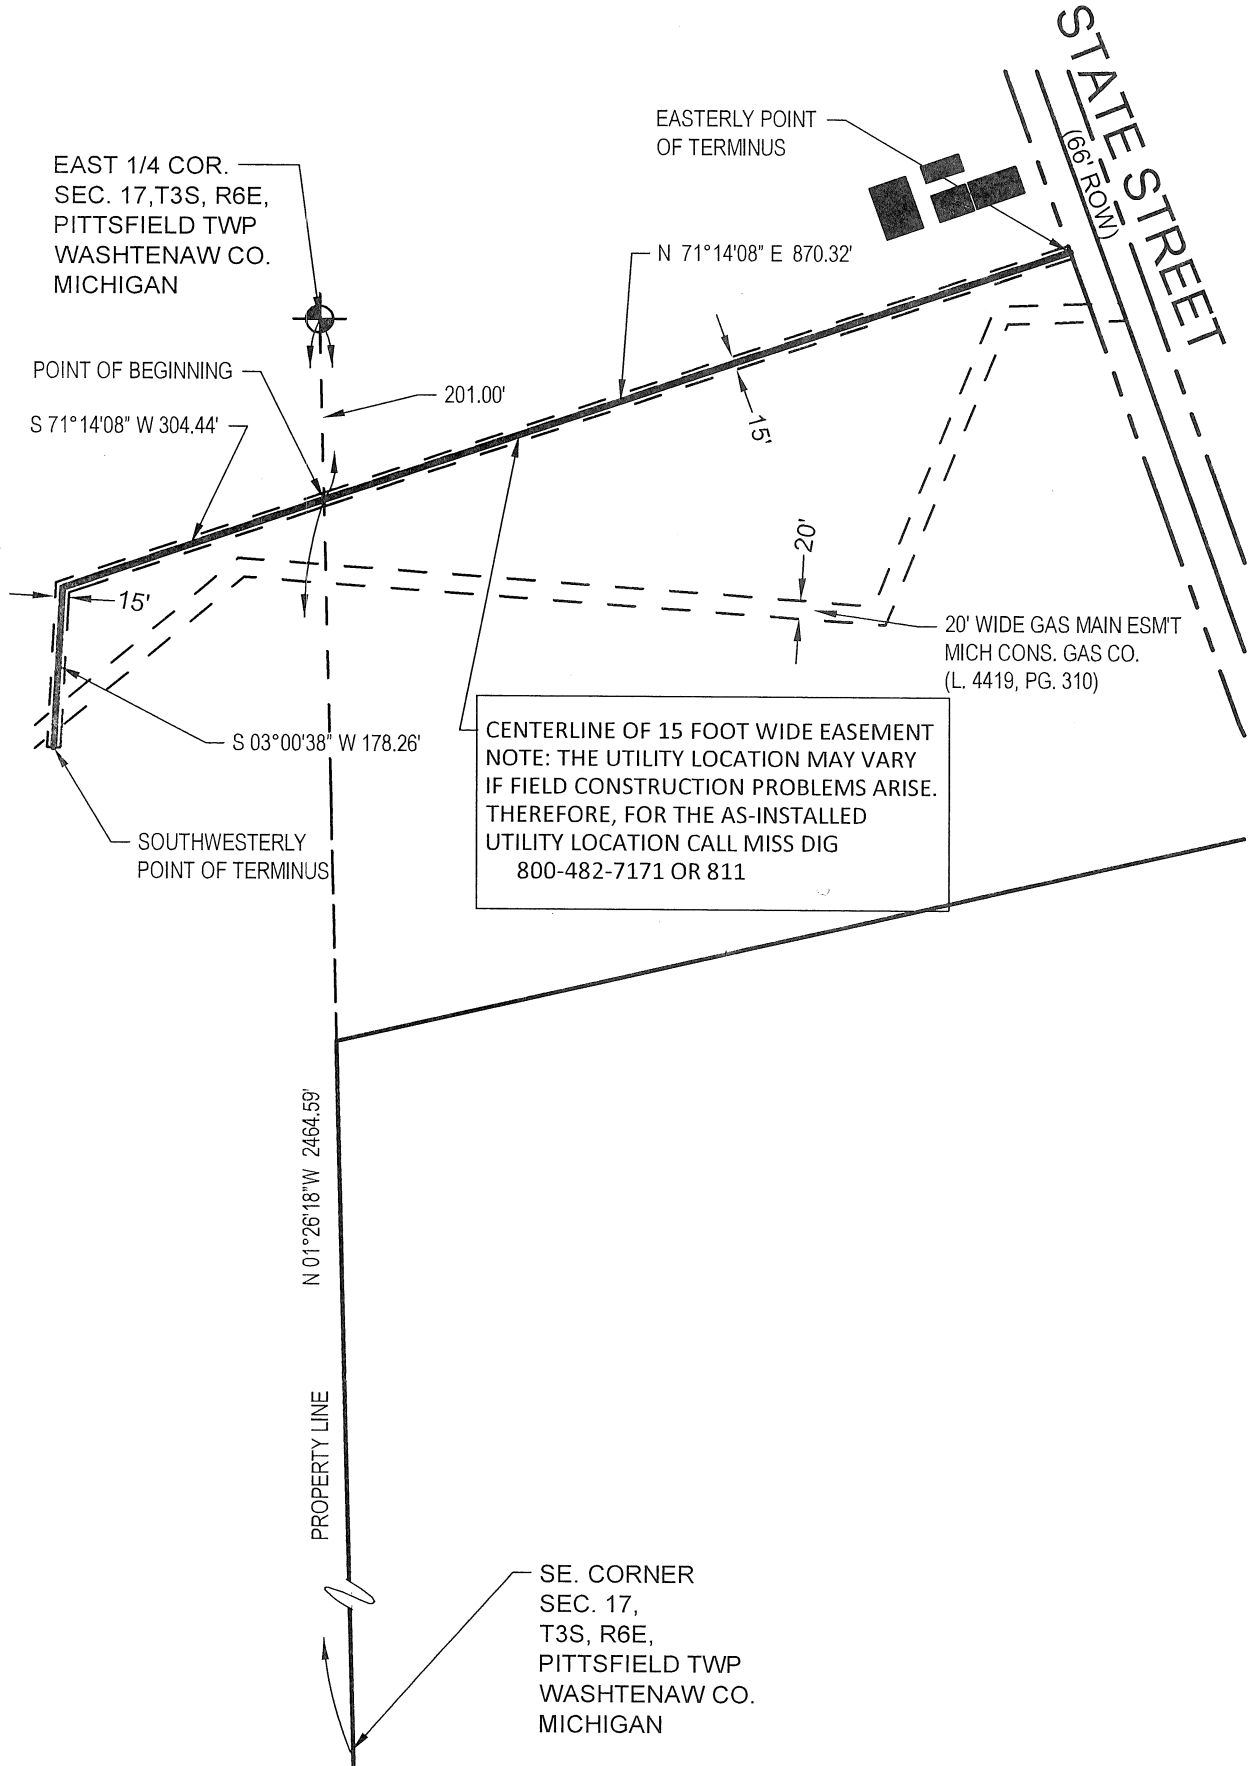 STATE STREET
(66' ROW)
EASTERLY POINT
OF TERMINUS
EAST 1/4 COR.
SEC. 17,T3S, R6E,
PITTSFIELD TWP
WASHTENAW CO.
MICHIGAN
N 71°14'08" E 870.32'
POINT OF BEGINNING
201.00'
S 71°14'08" W 304.44'
15'
20'
15'
20' WIDE GAS MAIN ESM'T
MICH CONS. GAS CO.
(L. 4419, PG. 310)
S 03°00'38" W 178.26'
CENTERLINE OF 15 FOOT WIDE EASEMENT
NOTE: THE UTILITY LOCATION MAY VARY
IF FIELD CONSTRUCTION PROBLEMS ARISE.
THEREFORE, FOR THE AS-INSTALLED
UTILITY LOCATION CALL MISS DIG
800-482-7171 OR 811
SOUTHWESTERLY
POINT OF TERMINUS
N 01°26'18"W 2464.59'
PROPERTY LINE
SE. CORNER
SEC. 17,
T3S, R6E,
PITTSFIELD TWP
WASHTENAW CO.
MICHIGAN